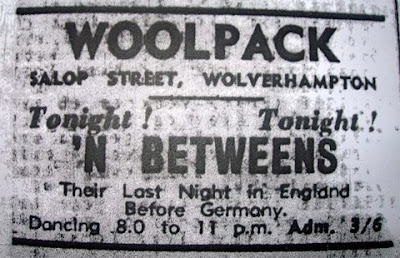 WOOLPACK
SALOP STREET, WOLVERHAMPTON
Tonight! Tonight!
'N BETWEENS
Their Last Night in England
Before Germany.
Dancing 8.0 to 11 p.m. Adm. 3/6